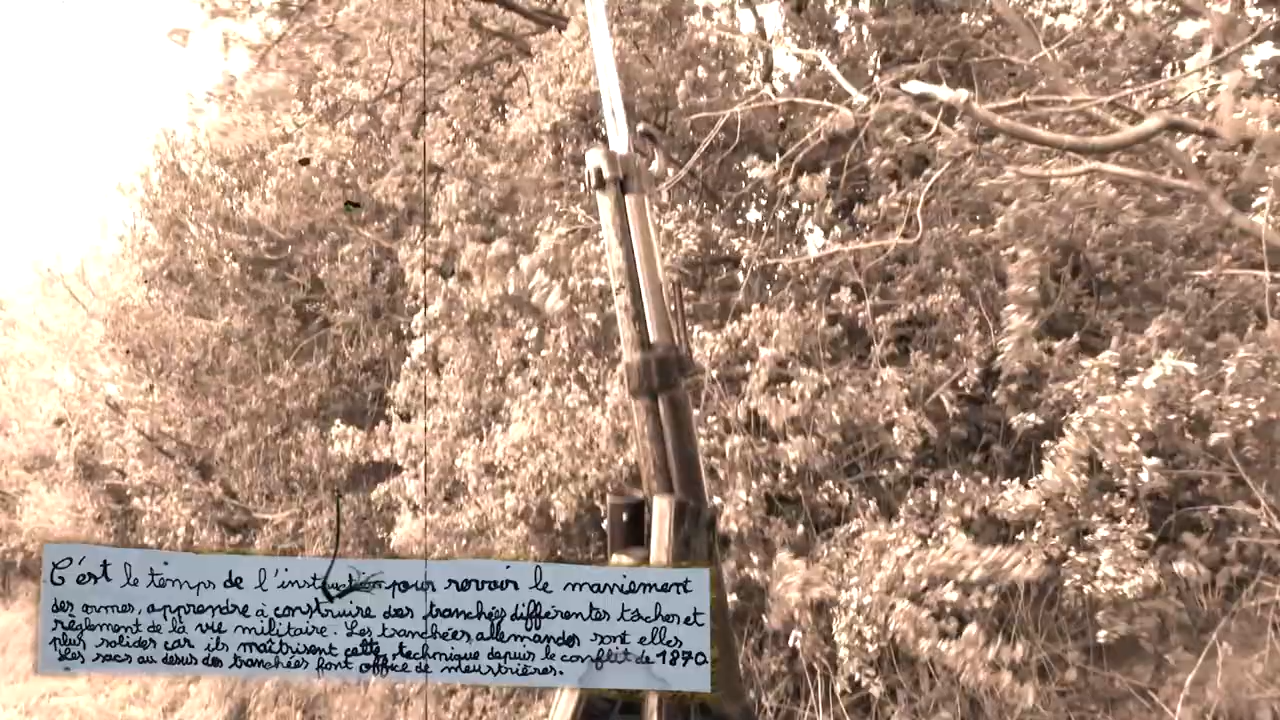 C'est le temps de l'instruction pour revoir le maniement
des armes, apprendre à construire des tranchées différentes tâches et
règlement de la vie militaire. Les tranchées allemandes sont elles
plus solides car ils maîtrisent cette technique depuis le conflit de 1870.
Les sacs au désus des tranchées font office de meurtrières.